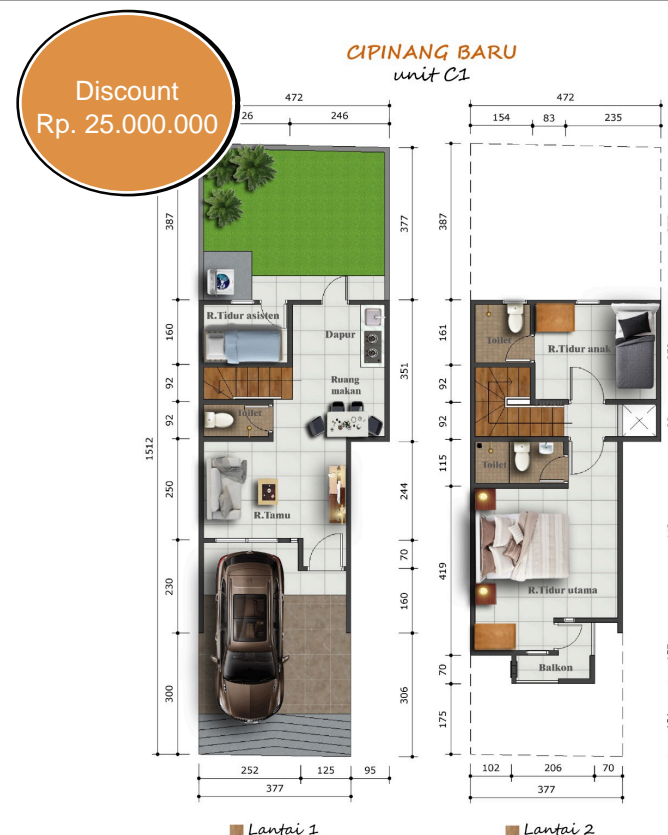 CIPINANG BARU
unit C1
Discount
Rp. 25.000.000
472
26
246
472
154
83
235
387
160
92
92
250
230
300
1512
377
351
244
70
160
306
387
161
92
92
115
419
70
175
R.Tidur asisten
Dapur
Ruang
makan
Toilet
R.Tamu
Toilet
R.Tidur anak
Toilet
R.Tidur utama
Balkon
252
125
95
377
102
206
70
377
Lantai 1
Lantai 2